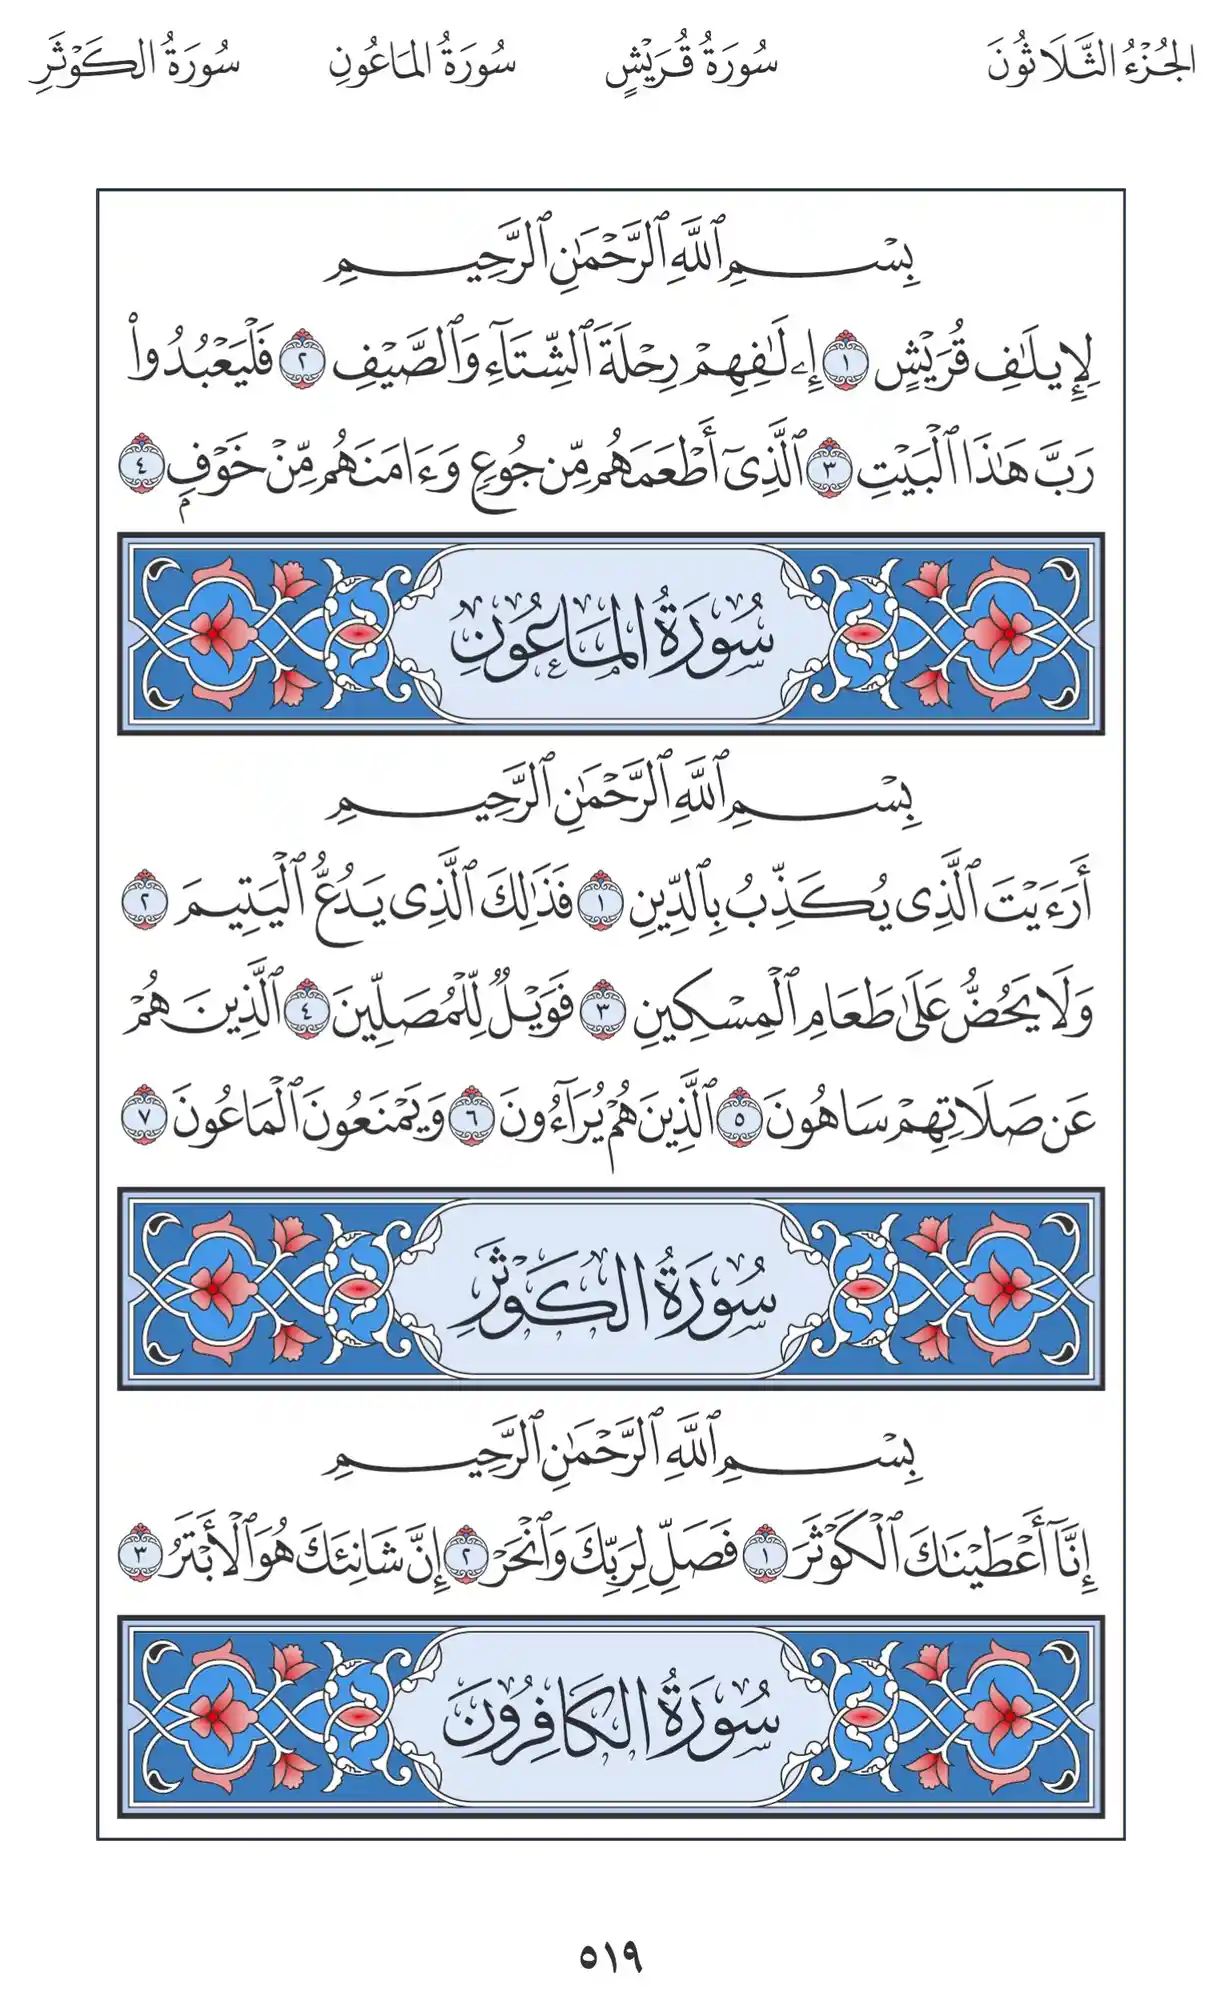 الجُزْءُ الثَّلَاثُونَ سُورَةُ قُرَيْشٍ سُورَةُ المَاعُونِ سُورَةُ الكَوْثَرِ
بِسْمِ ٱللَّهِ ٱلرَّحْمَٰنِ ٱلرَّحِيمِ
لِإِيلَٰفِ قُرَيْشٍ ١ إِۦلَٰفِهِمْ رِحْلَةَ ٱلشِّتَآءِ وَٱلصَّيْفِ ٢ فَلْيَعْبُدُوا۟
رَبَّ هَٰذَا ٱلْبَيْتِ ٣ ٱلَّذِىٓ أَطْعَمَهُم مِّن جُوعٍ وَءَامَنَهُم مِّنْ خَوْفٍۭ ٤
سُورَةُ المَاعُونِ
بِسْمِ ٱللَّهِ ٱلرَّحْمَٰنِ ٱلرَّحِيمِ
أَرَءَيْتَ ٱلَّذِى يُكَذِّبُ بِٱلدِّينِ ١ فَذَٰلِكَ ٱلَّذِى يَدُعُّ ٱلْيَتِيمَ ٢
وَلَا يَحُضُّ عَلَىٰ طَعَامِ ٱلْمِسْكِينِ ٣ فَوَيْلٌ لِّلْمُصَلِّينَ ٤ ٱلَّذِينَ هُمْ
عَن صَلَاتِهِمْ سَاهُونَ ٥ ٱلَّذِينَ هُمْ يُرَآءُونَ ٦ وَيَمْنَعُونَ ٱلْمَاعُونَ ٧
سُورَةُ الكَوْثَرِ
بِسْمِ ٱللَّهِ ٱلرَّحْمَٰنِ ٱلرَّحِيمِ
إِنَّآ أَعْطَيْنَٰكَ ٱلْكَوْثَرَ ١ فَصَلِّ لِرَبِّكَ وَٱنْحَرْ ٢ إِنَّ شَانِئَكَ هُوَ ٱلْأَبْتَرُ ٣
سُورَةُ الكَافِرُونَ
٥١٩